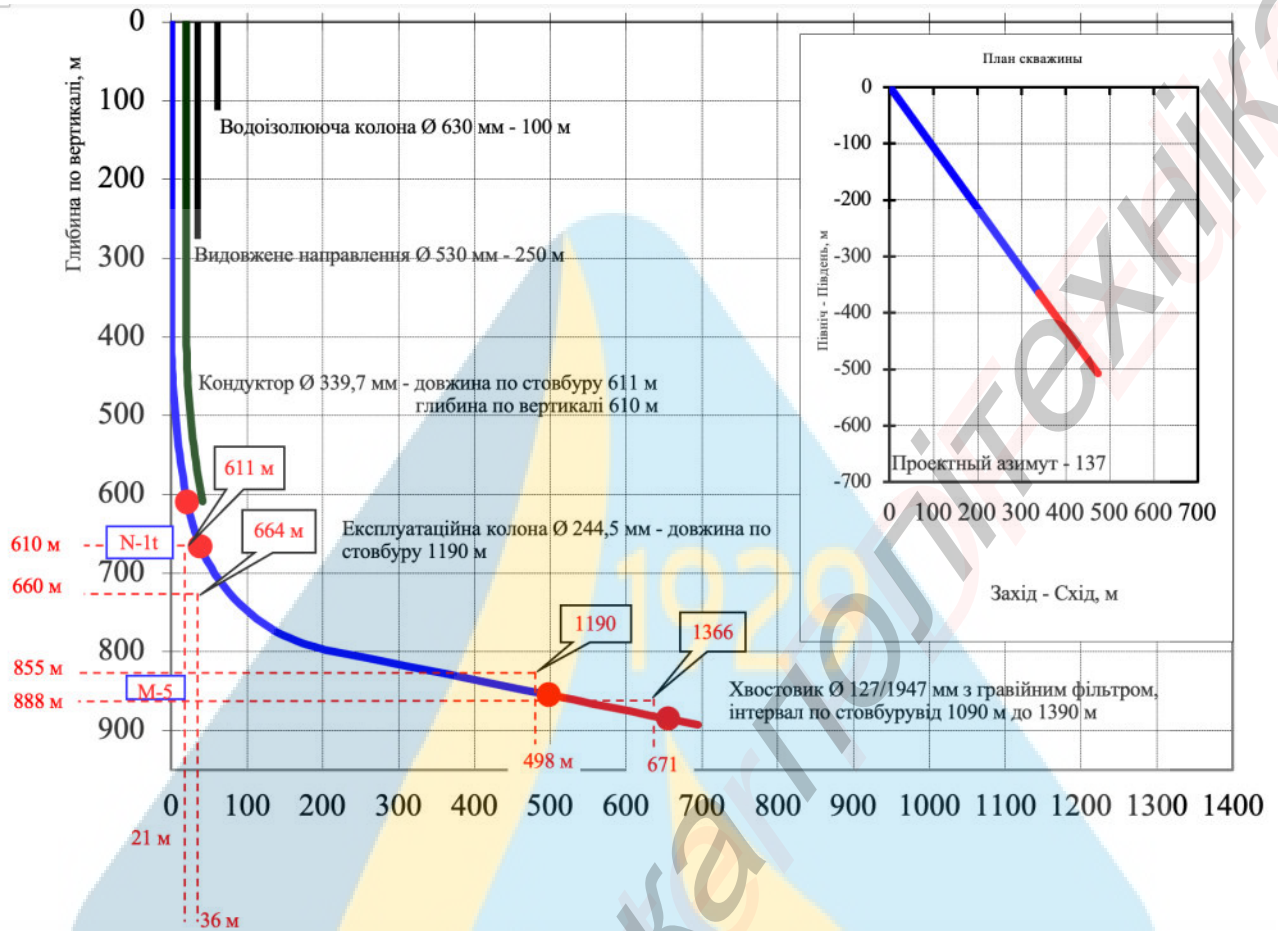 0
100
200
300
400
500
600
700
800
900
Глибина по вертикалі, м
Водоізолююча колона Ø 630 мм - 100 м
Видовжене направлення Ø 530 мм - 250 м
Кондуктор Ø 339,7 мм - довжина по стовбуру 611 м
глибина по вертикалі 610 м
611 м
664 м
Експлуатаційна колона Ø 244,5 мм - довжина по
стовбуру 1190 м
N-1t
610 м
660 м
855 м
M-5
888 м
1190
1366
1929
Хвостовик Ø 127/1947 мм з гравійним фільтром,
інтервал по стовбурувід 1090 м до 1390 м
498 м
671
0 100 200 300 400 500 600 700 800 900 1000 1100 1200 1300 1400
21 м
36 м
План скважины
0
-100
-200
-300
-400
-500
-600
-700
Північ - Південь, м
Проектный азимут - 137
0 100 200 300 400 500 600 700
Захід - Схід, м
карполітехніка